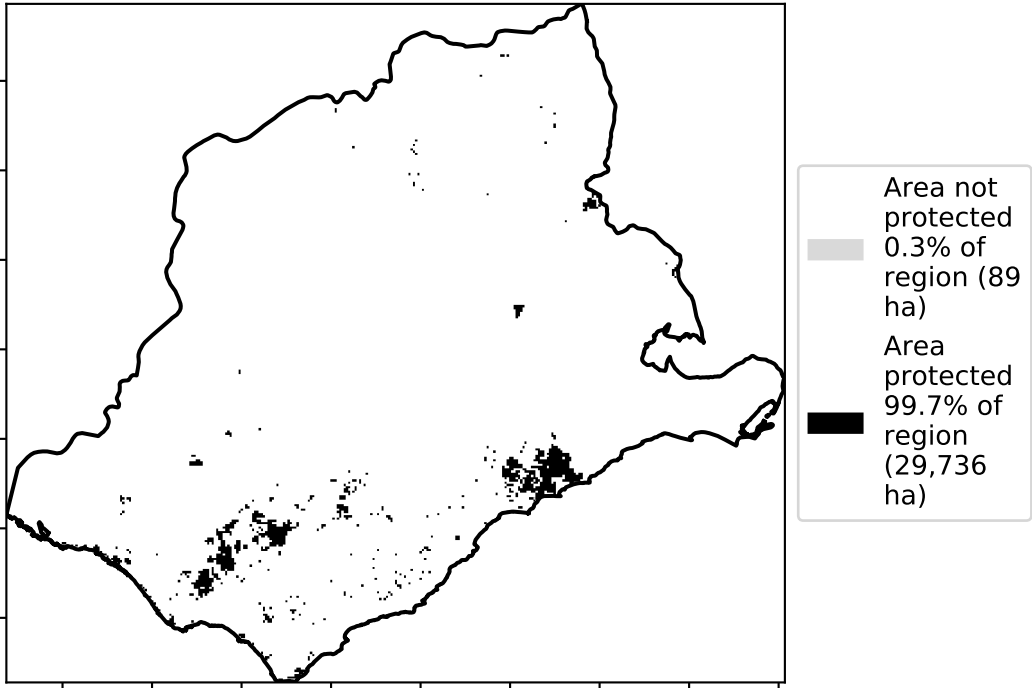 Area not
protected
0.3% of
region (89
ha)
Area
protected
99.7% of
region
(29,736
ha)